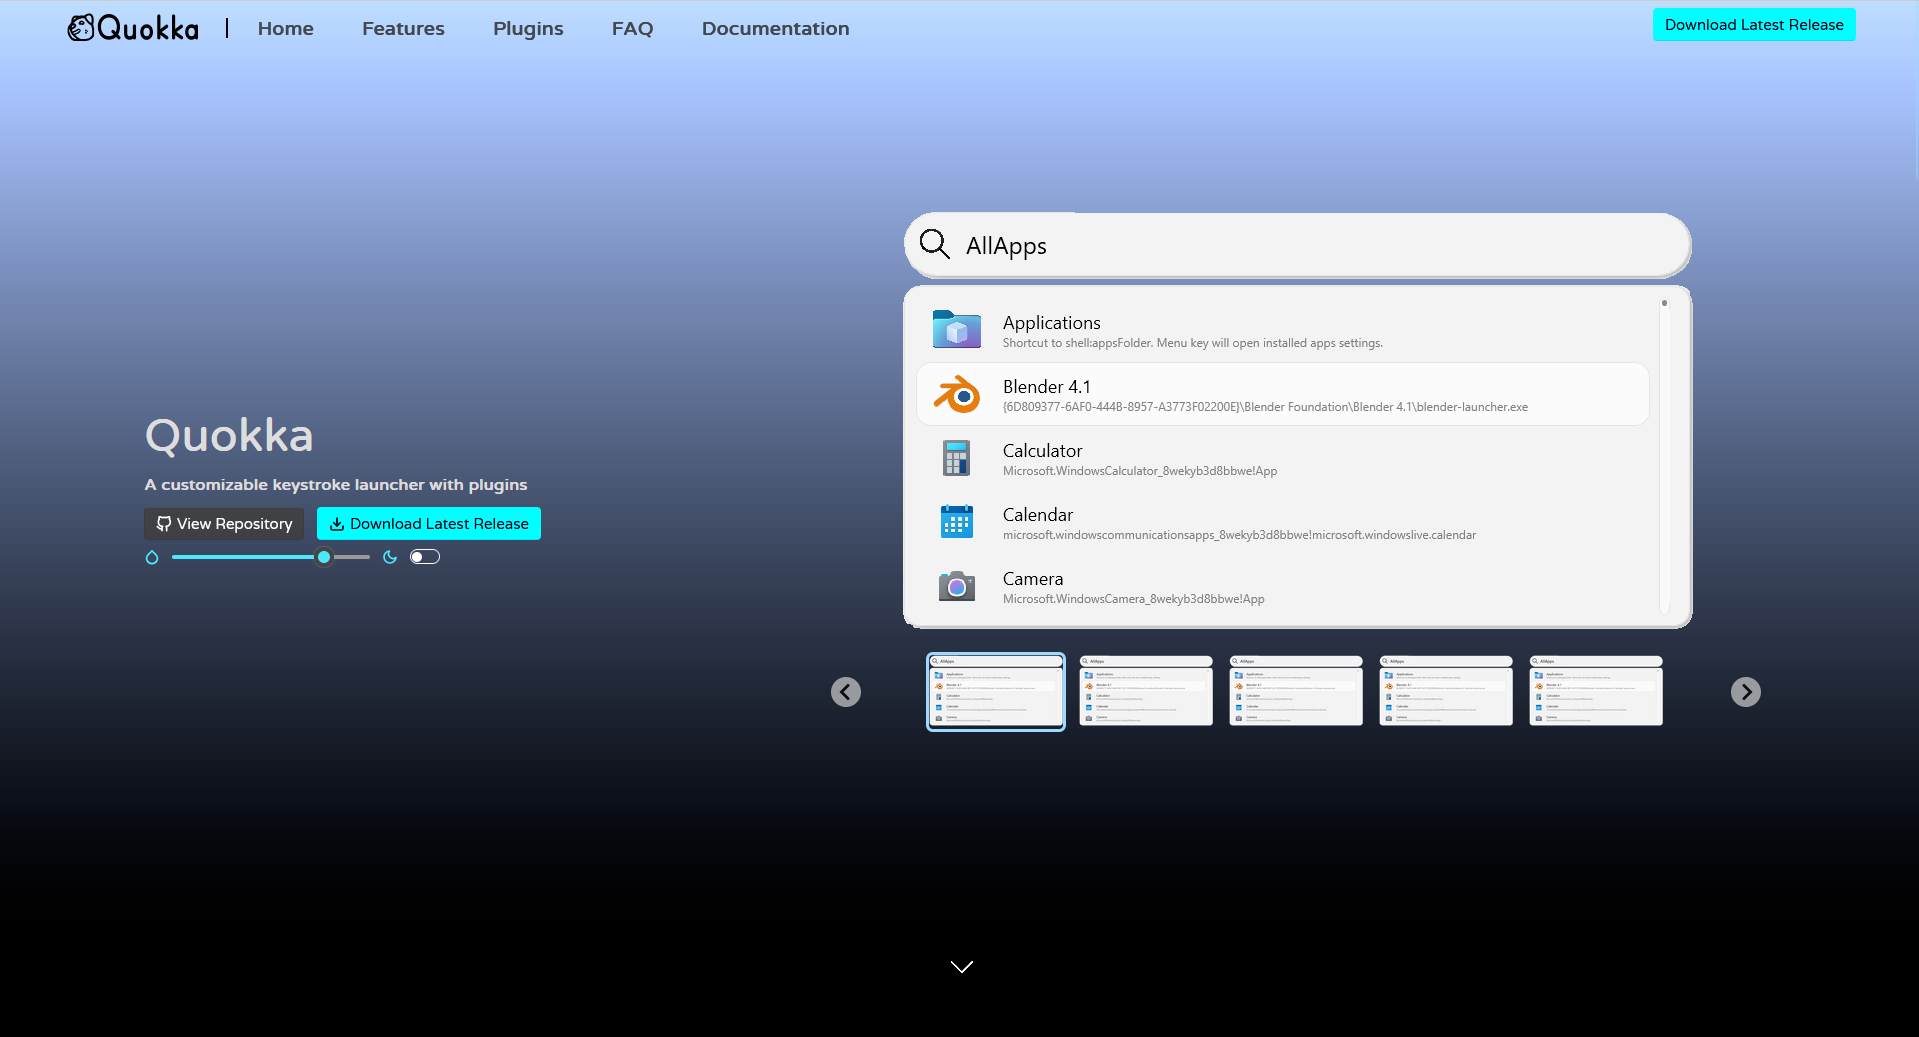 Quokka
Home
Features
Plugins
FAQ
Documentation
Download Latest Release
Quokka
A customizable keystroke launcher with plugins
View Repository
Download Latest Release
AllApps
Applications
Shortcut to shell:appsFolder. Menu key will open installed apps settings.
Blender 4.1
{6D809377-6AF0-444B-8957-A3773F02200E}\Blender Foundation\Blender 4.1\blender-launcher.exe
Calculator
Microsoft.WindowsCalculator_8wekyb3d8bbwe!App
Calendar
microsoft.windowscommunicationsapps_8wekyb3d8bbwe!microsoft.windowslive.calendar
Camera
Microsoft.WindowsCamera_8wekyb3d8bbwe!App